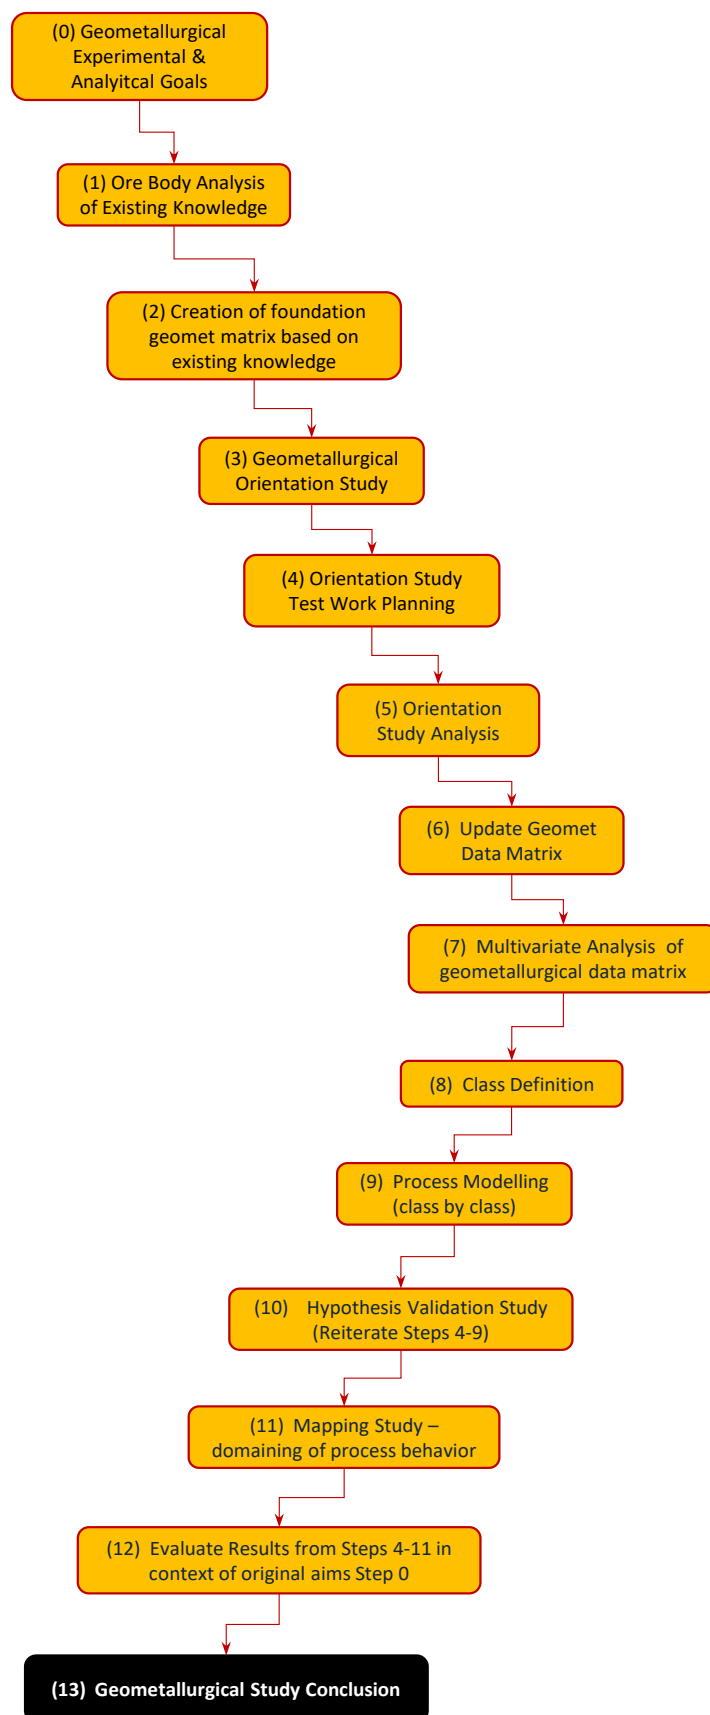 (0) Geometallurgical
Experimental &
Analyitcal Goals
(1) Ore Body Analysis
of Existing Knowledge
(2) Creation of foundation
geomet matrix based on
existing knowledge
(3) Geometallurgical
Orientation Study
(4) Orientation Study
Test Work Planning
(5) Orientation
Study Analysis
(6) Update Geomet
Data Matrix
(7) Multivariate Analysis of
geometallurgical data matrix
(8) Class Definition
(9) Process Modelling
(class by class)
(10) Hypothesis Validation Study
(Reiterate Steps 4-9)
(11) Mapping Study –
domaining of process behavior
(12) Evaluate Results from Steps 4-11 in
context of original aims Step 0
(13) Geometallurgical Study Conclusion